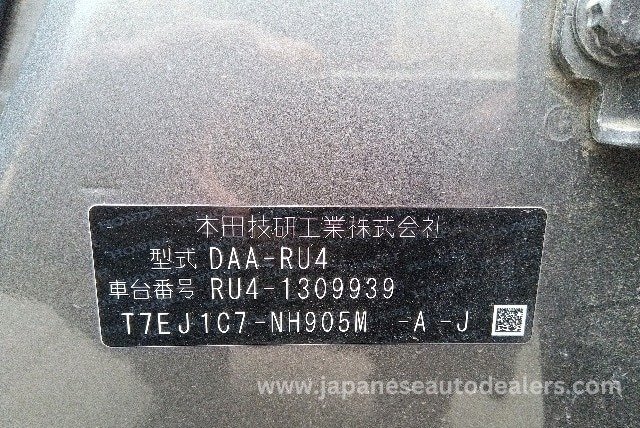 本田技研工業株式会社
型式 DAA-RU4
車台番号 RU4-1309939
T7EJ1C7-NH905M -A-J
© www.japaneseautodealers.com